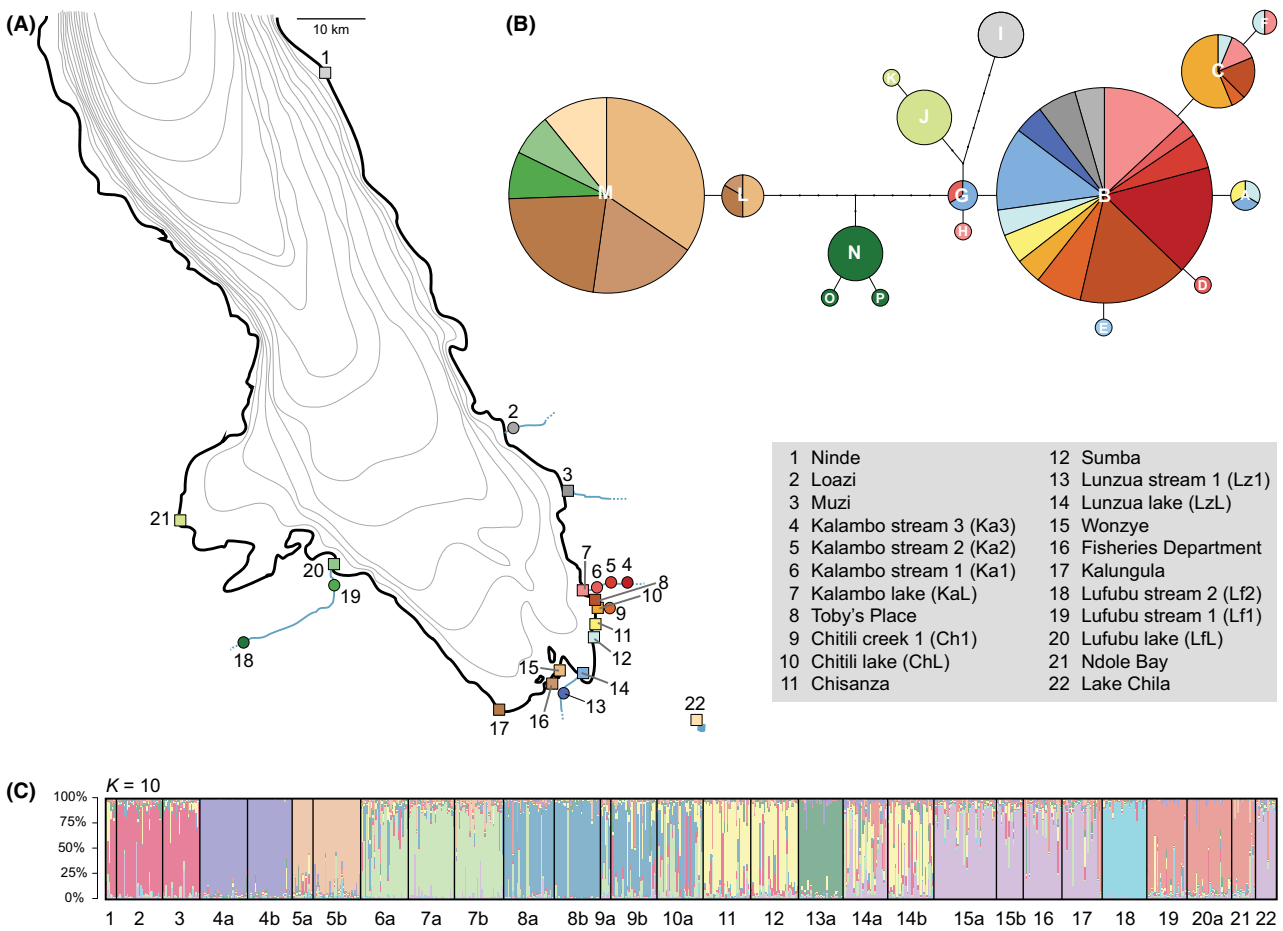 (A)
10 km
1
2
3
7
6 5 4
8
10
9
11
12
15
14
16
13
17
22
21
20
19
18
(B)
I
F
C
K
J
M
L
G
B
A
H
N
D
O
P
E
1 Ninde
2 Loazi
3 Muzi
4 Kalambo stream 3 (Ka3)
5 Kalambo stream 2 (Ka2)
6 Kalambo stream 1 (Ka1)
7 Kalambo lake (KaL)
8 Toby's Place
9 Chitili creek 1 (Ch1)
10 Chitili lake (ChL)
11 Chisanza
12 Sumba
13 Lunzua stream 1 (Lz1)
14 Lunzua lake (LzL)
15 Wonzye
16 Fisheries Department
17 Kalungula
18 Lufubu stream 2 (Lf2)
19 Lufubu stream 1 (Lf1)
20 Lufubu lake (LfL)
21 Ndole Bay
22 Lake Chila
(C)
K = 10
100%
75%
50%
25%
0%
1 2 3 4a 4b 5a 5b 6a 7a 7b 8a 8b 9a 9b 10a 11 12 13a 14a 14b 15a 15b 16 17 18 19 20a 21 22